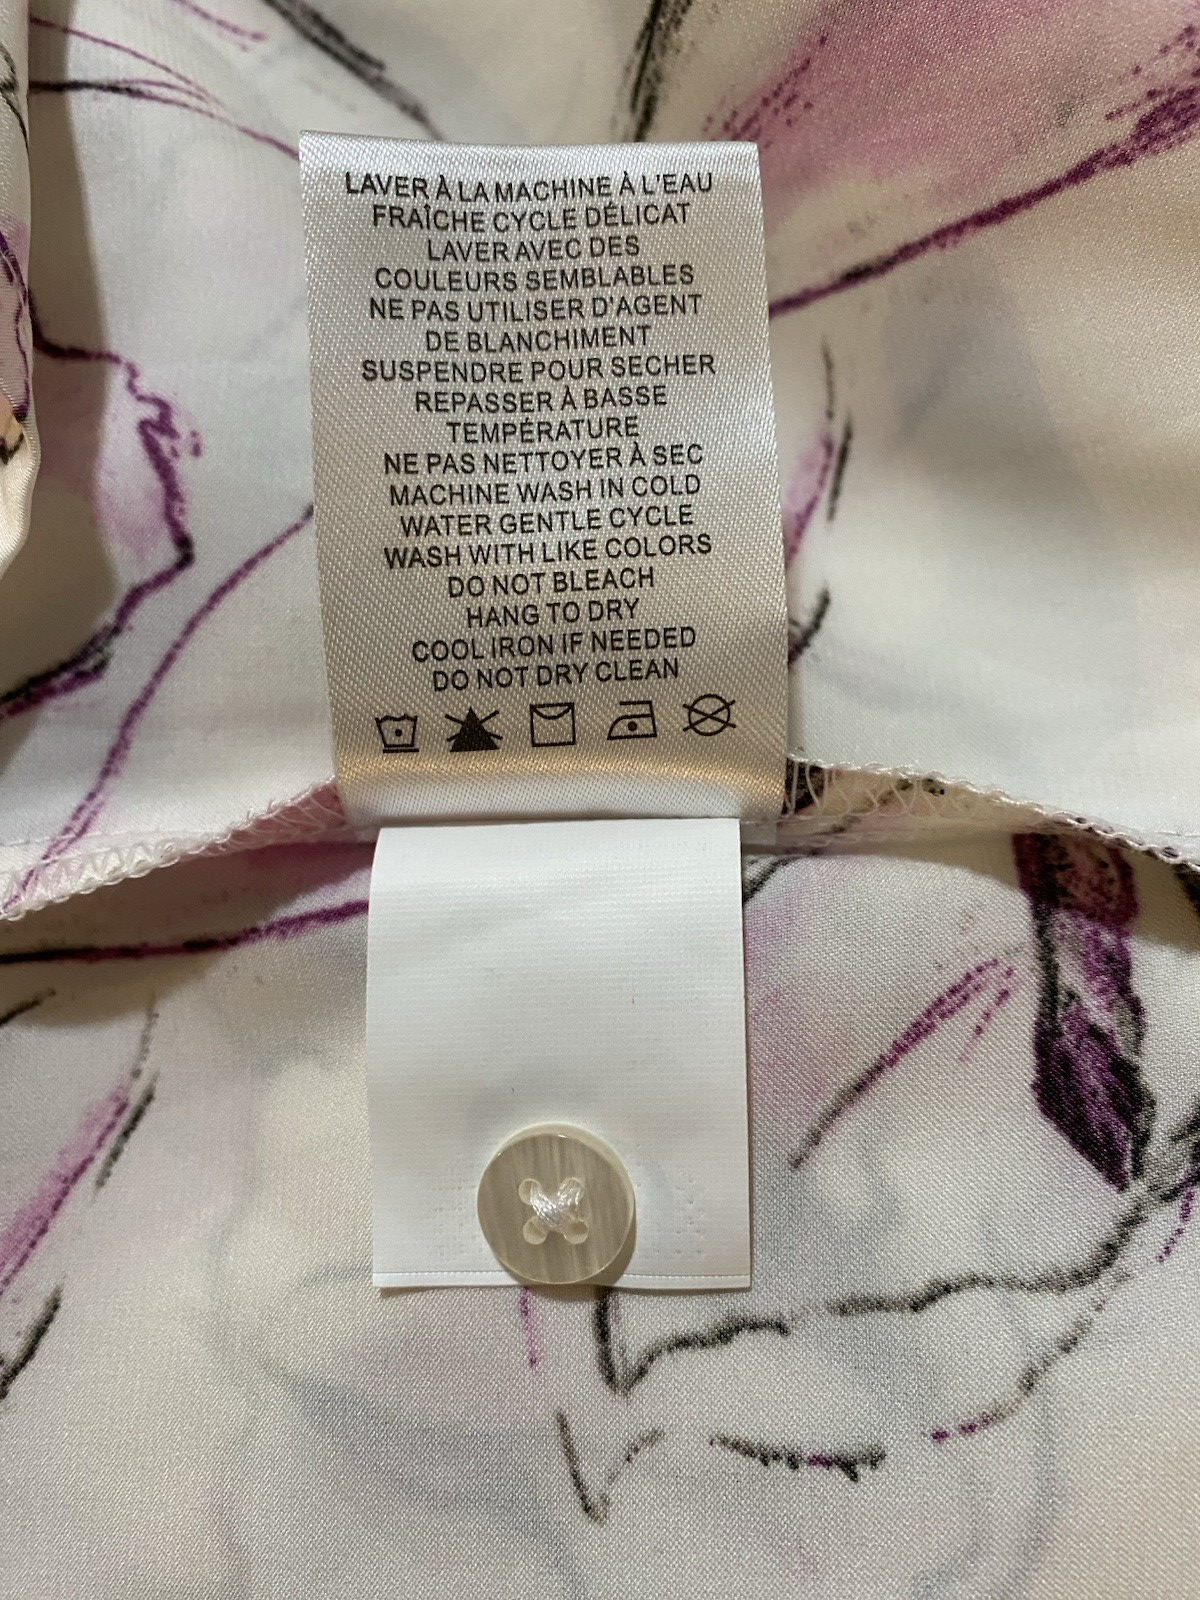 LAVER À LA MACHINE À L'EAU
FRAÎCHE CYCLE DÉLICAT
LAVER AVEC DES
COULEURS SEMBLABLES
NE PAS UTILISER D'AGENT
DE BLANCHIMENT
SUSPENDRE POUR SECHER
REPASSER À BASSE
TEMPÉRATURE
NE PAS NETTOYER À SEC
MACHINE WASH IN COLD
WATER GENTLE CYCLE
WASH WITH LIKE COLORS
DO NOT BLEACH
HANG TO DRY
COOL IRON IF NEEDED
DO NOT DRY CLEAN